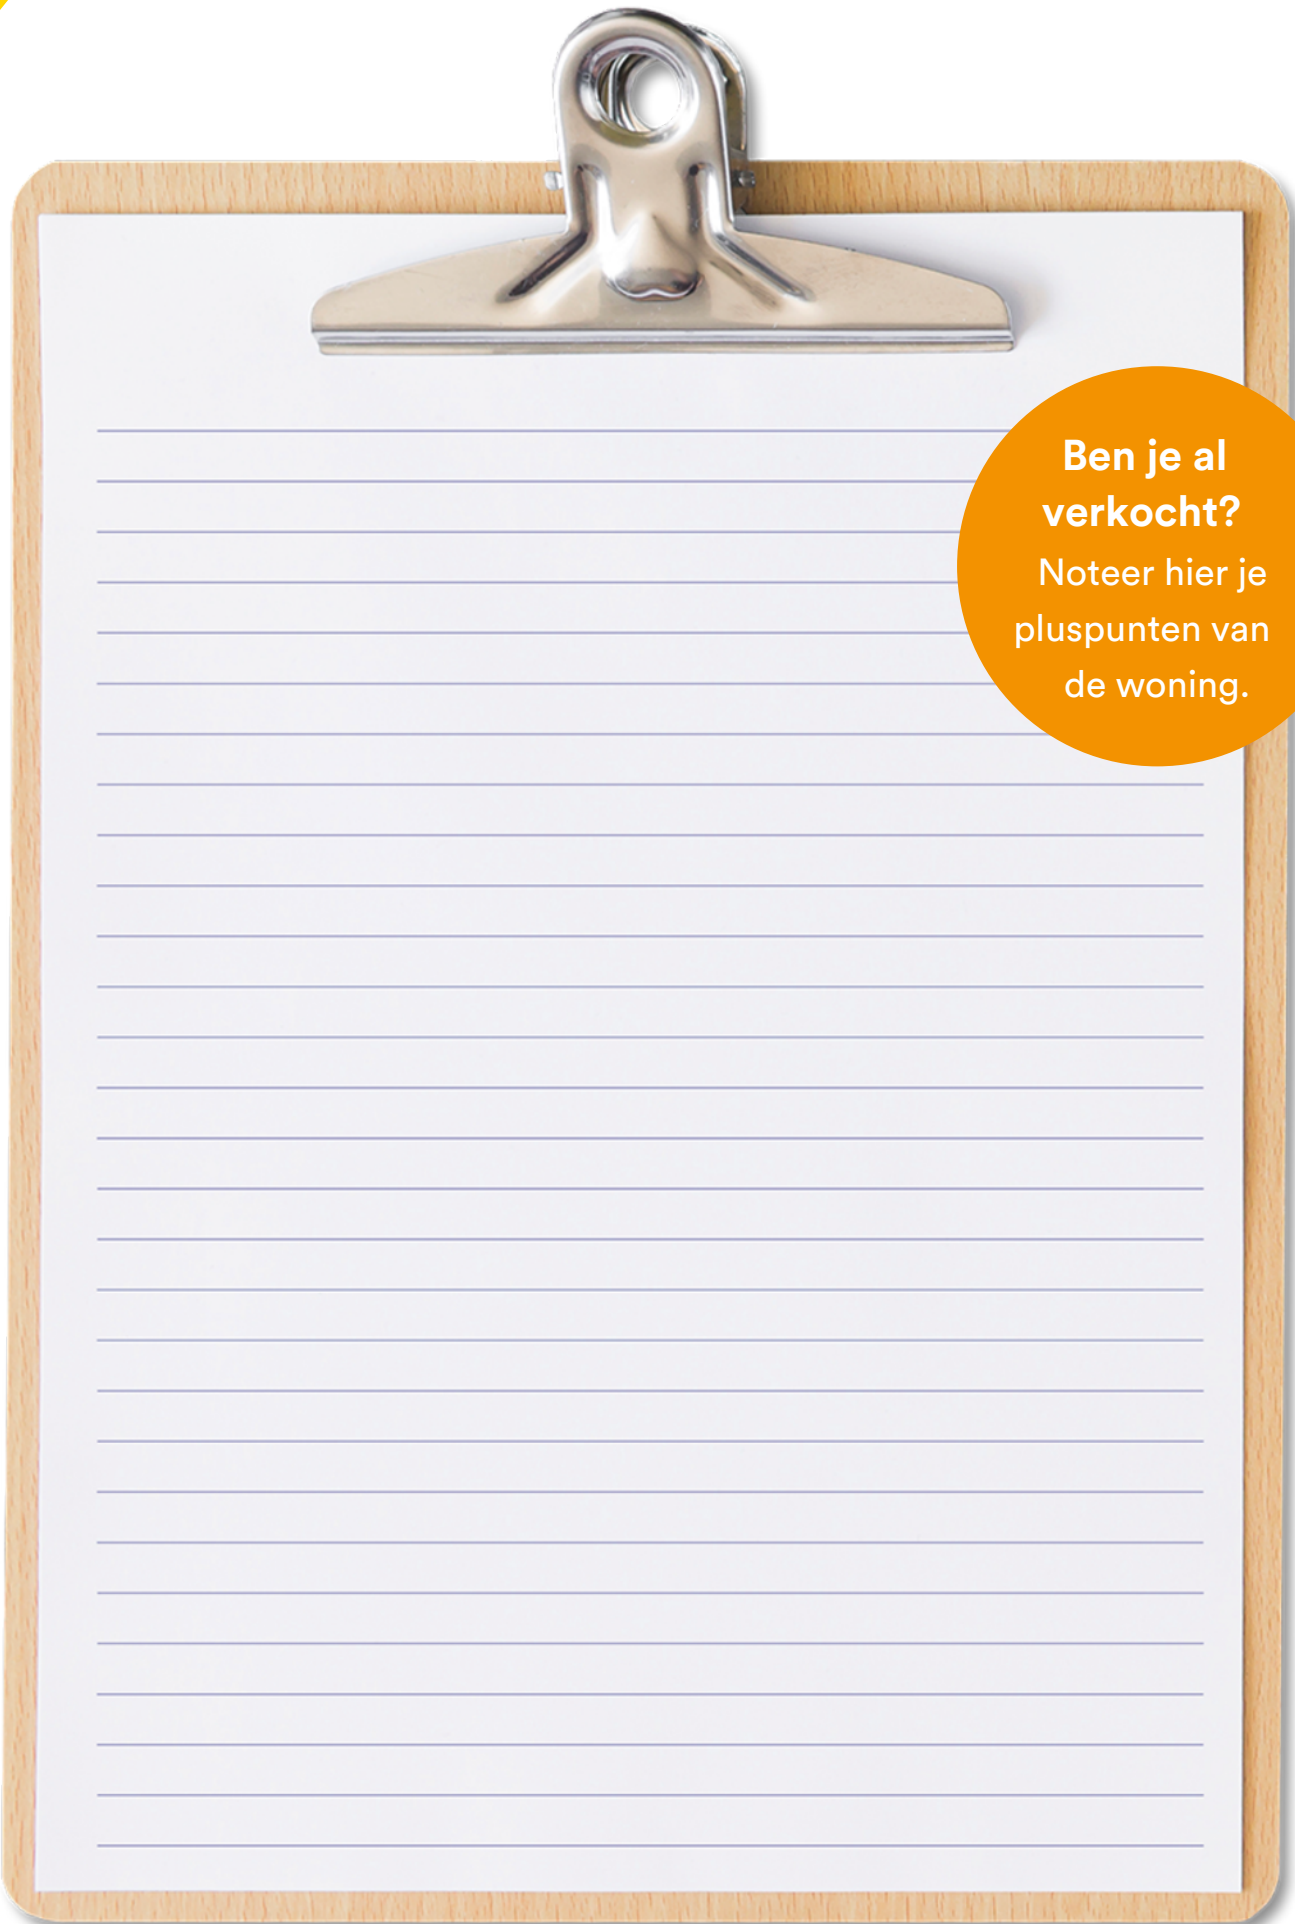 Ben je al
verkocht?
Noteer hier je
pluspunten van
de woning.